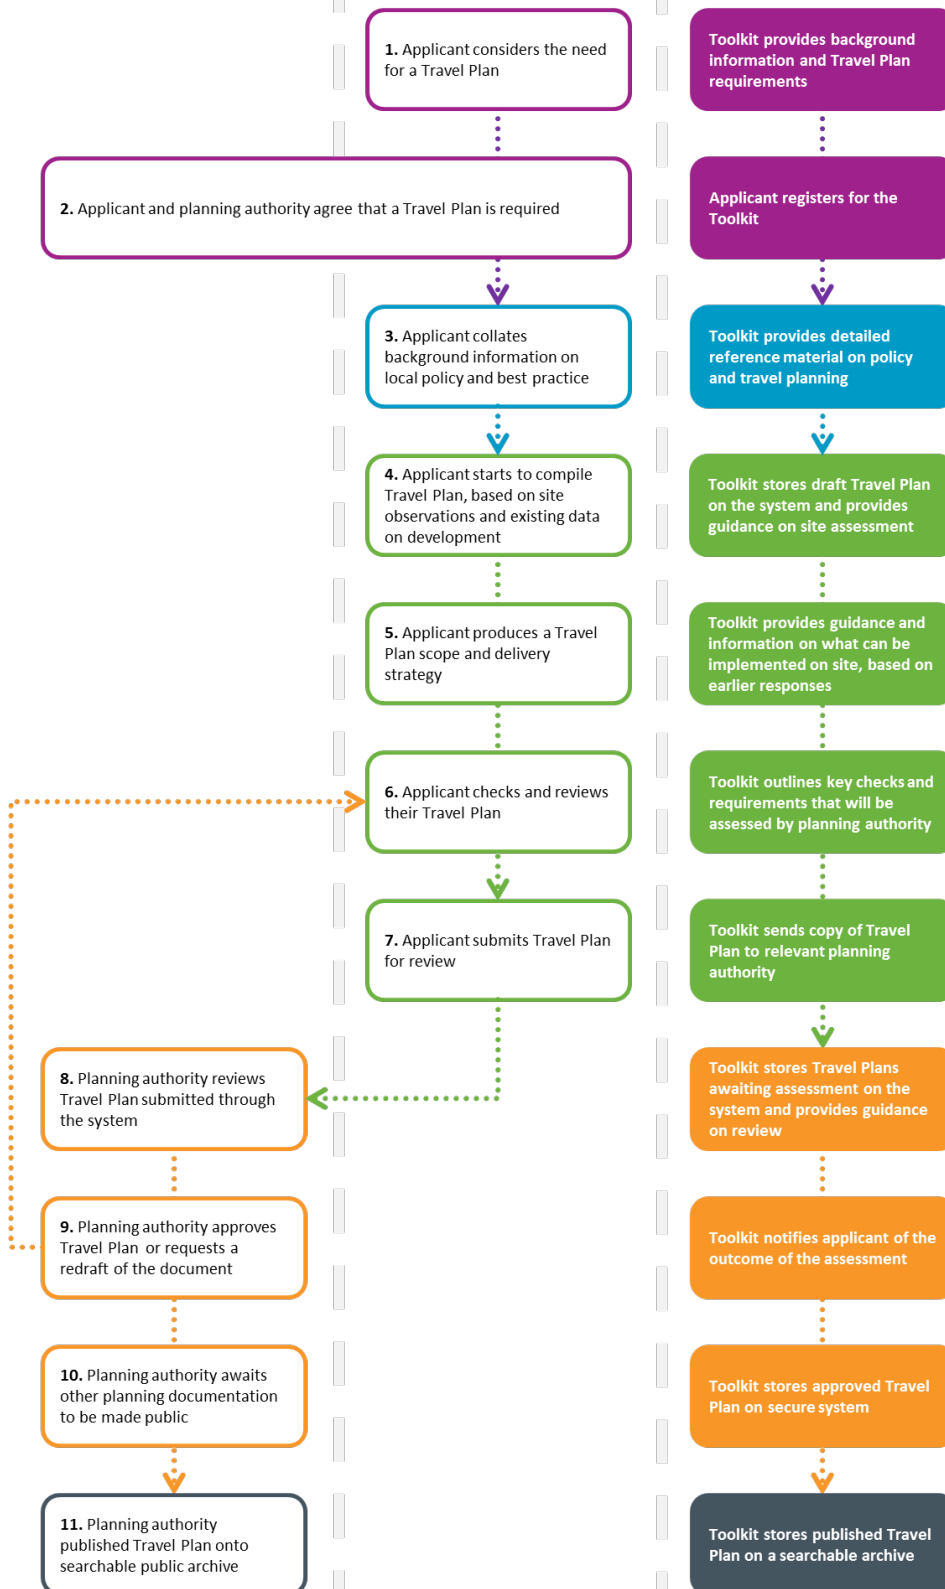 1. Applicant considers the need
for a Travel Plan
Toolkit provides background
information and Travel Plan
requirements
2. Applicant and planning authority agree that a Travel Plan is required
Applicant registers for the
Toolkit
3. Applicant collates
background information on
local policy and best practice
Toolkit provides detailed
reference material on policy
and travel planning
4. Applicant starts to compile
Travel Plan, based on site
observations and existing data
on development
Toolkit stores draft Travel Plan
on the system and provides
guidance on site assessment
5. Applicant produces a Travel
Plan scope and delivery
strategy
Toolkit provides guidance and
information on what can be
implemented on site, based on
earlier responses
6. Applicant checks and reviews
their Travel Plan
Toolkit outlines key checks and
requirements that will be
assessed by planning authority
7. Applicant submits Travel Plan
for review
Toolkit sends copy of Travel
Plan to relevant planning
authority
8. Planning authority reviews
Travel Plan submitted through
the system
Toolkit stores Travel Plans
awaiting assessment on the
system and provides guidance
on review
9. Planning authority approves
Travel Plan or requests a
redraft of the document
Toolkit notifies applicant of the
outcome of the assessment
10. Planning authority awaits
other planning documentation
to be made public
Toolkit stores approved Travel
Plan on secure system
11. Planning authority
published Travel Plan onto
searchable public archive
Toolkit stores published Travel
Plan on a searchable archive